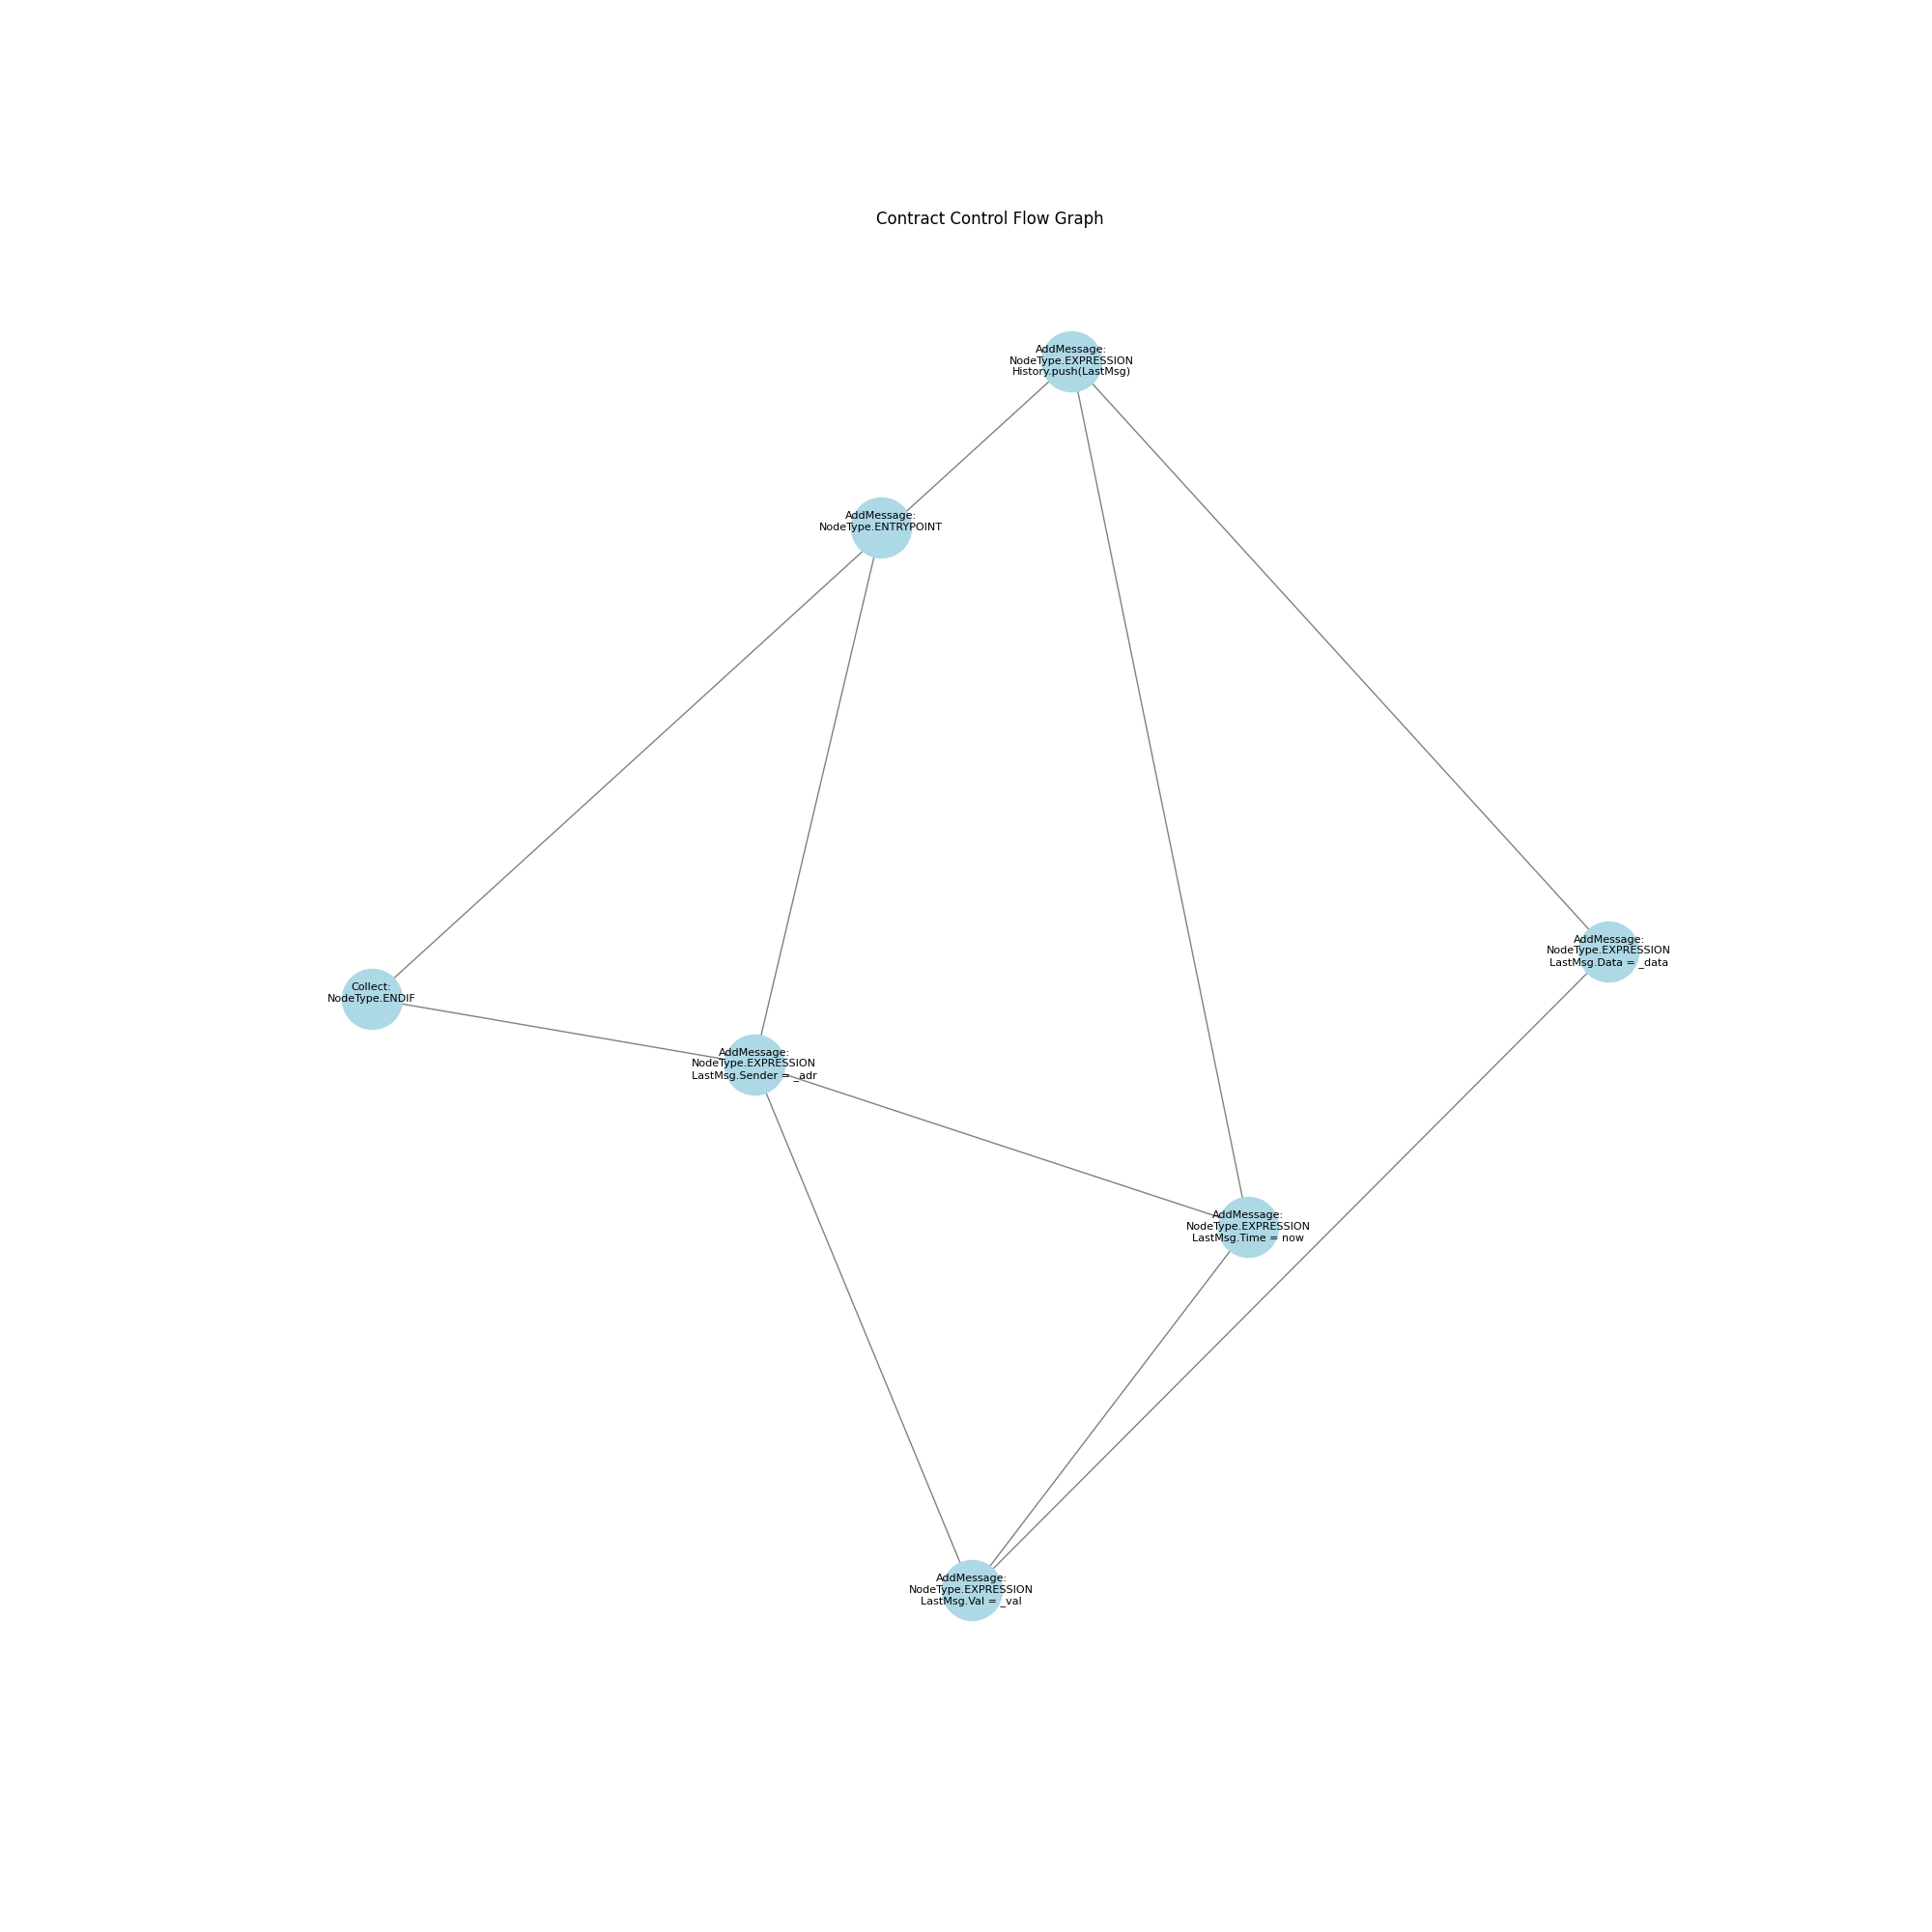 Contract Control Flow Graph
AddMessage:
NodeType.EXPRESSION
History.push(LastMsg)
AddMessage:
NodeType.ENTRYPOINT
AddMessage:
NodeType.EXPRESSION
LastMsg.Data = _data
Collect:
NodeType.ENDIF
AddMessage:
NodeType.EXPRESSION
LastMsg.Sender = _adr
AddMessage:
NodeType.EXPRESSION
LastMsg.Time = now
AddMessage:
NodeType.EXPRESSION
LastMsg.Val = _val